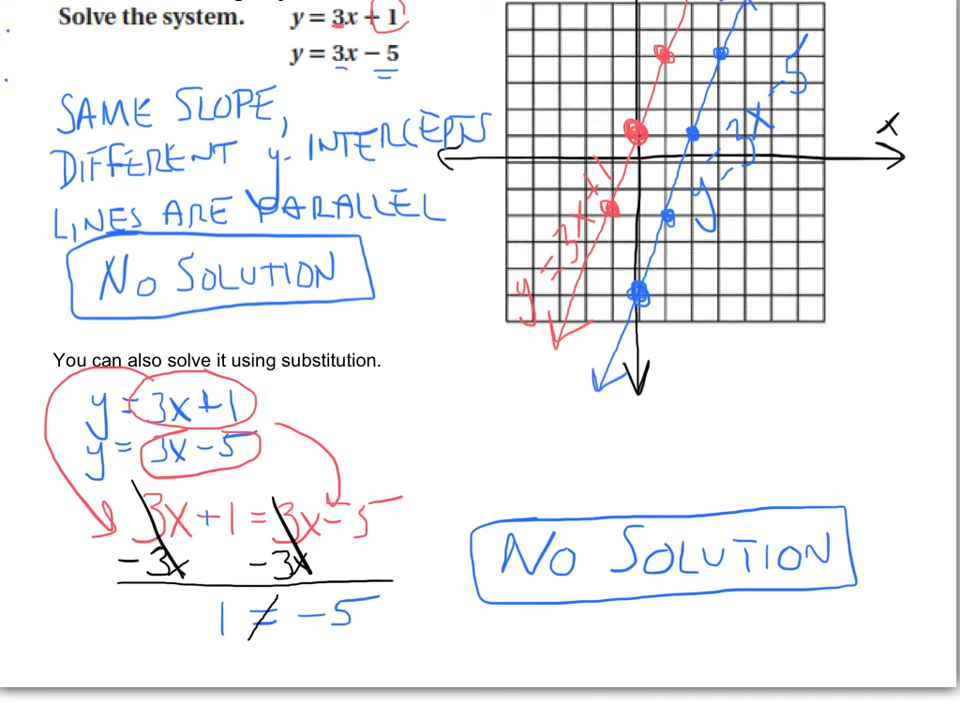 Solve the system. y = 3x + 1
y = 3x − 5
SAME SLOPE,
DIFFERENT y-INTERCEPTS
LINES ARE PARALLEL
NO SOLUTION
x
y = 3x + 1
y = 3x - 5
You can also solve it using substitution.
y = 3x + 1
y = 3x - 5
3x + 1 = 3x - 5
- 3x - 3x
1 ≠ - 5
NO SOLUTION